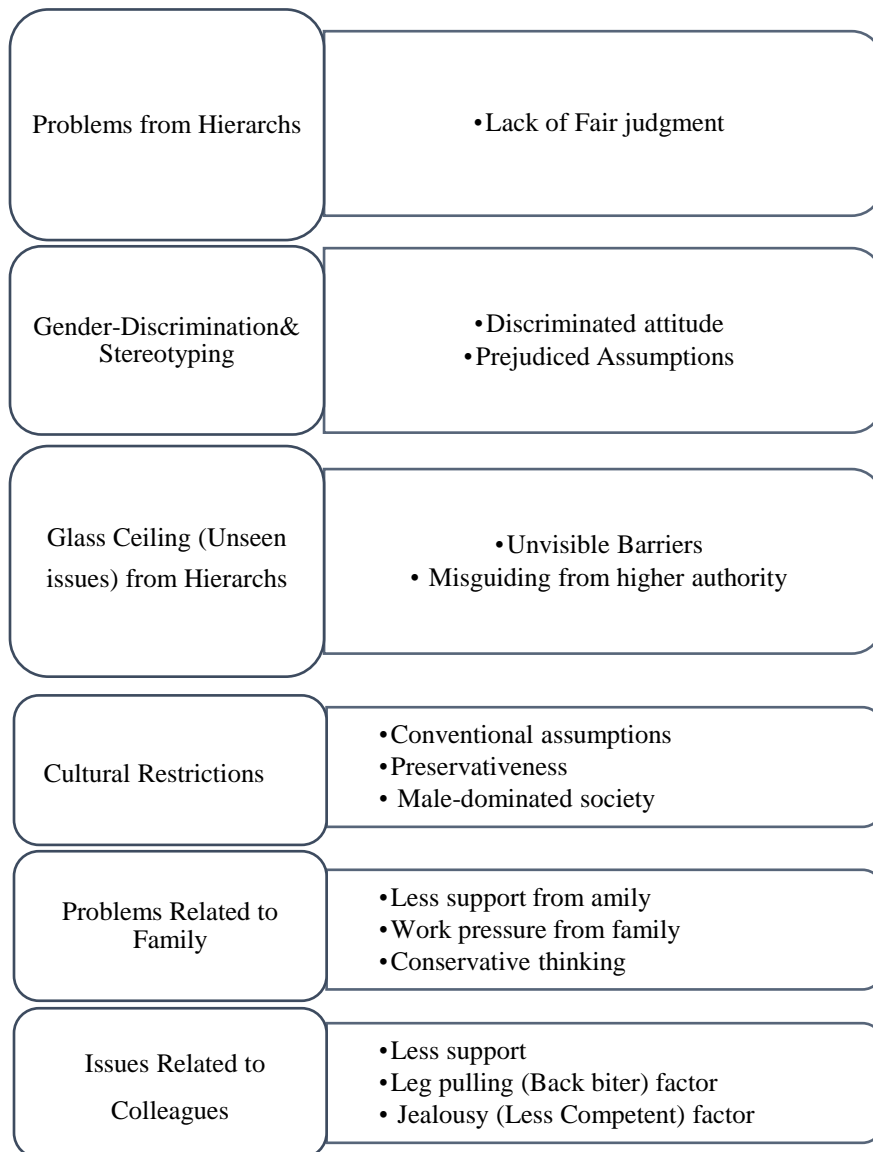 Problems from Hierarchs
•Lack of Fair judgment
Gender-Discrimination&
Stereotyping
•Discriminated attitude
•Prejudiced Assumptions
Glass Ceiling (Unseen
issues) from Hierarchs
•Unvisible Barriers
• Misguiding from higher authority
Cultural Restrictions
•Conventional assumptions
•Preservativeness
• Male-dominated society
Problems Related to
Family
•Less support from amily
•Work pressure from family
•Conservative thinking
Issues Related to
Colleagues
•Less support
•Leg pulling (Back biter) factor
• Jealousy (Less Competent) factor